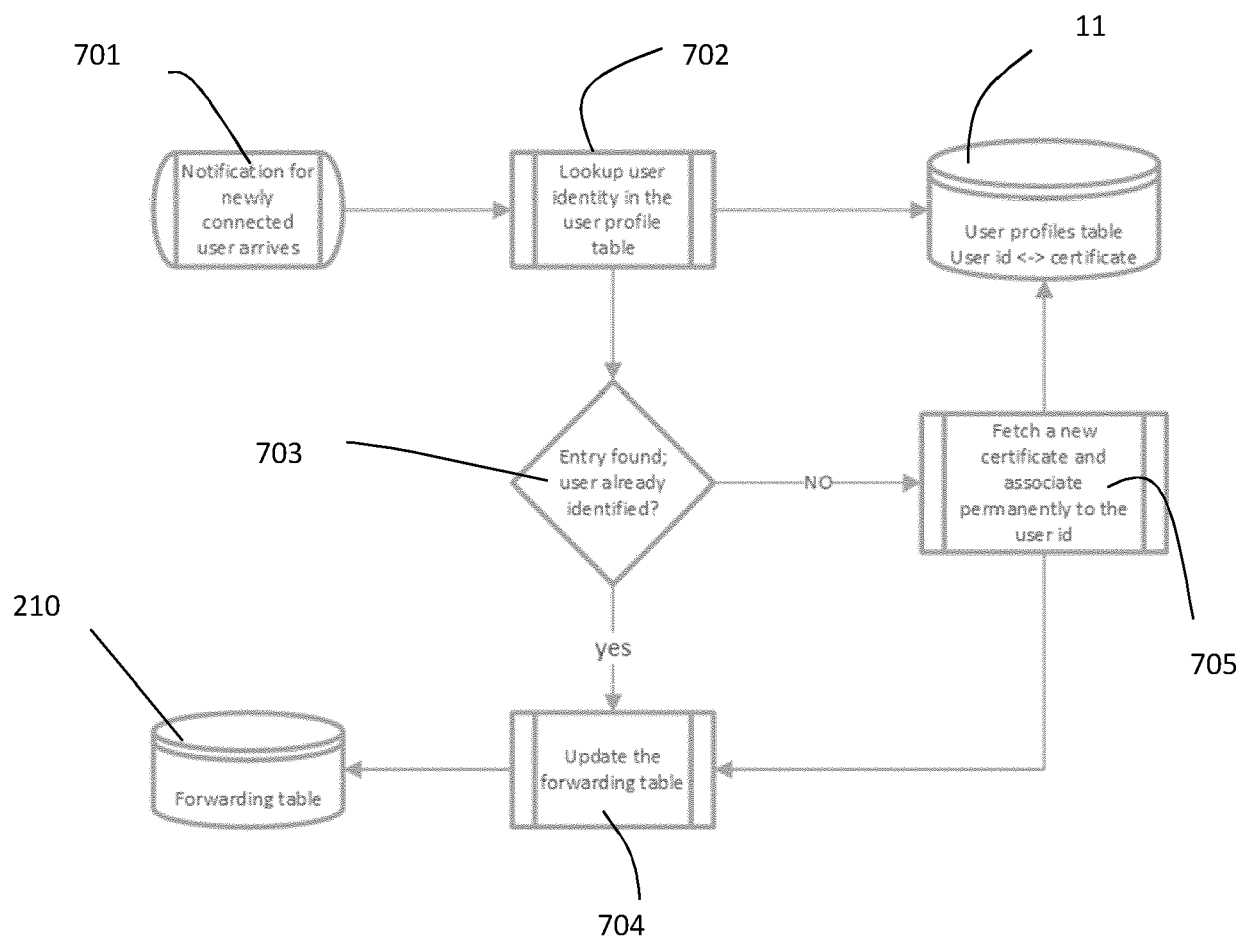 11
701
702
Notification for
newly
connected
user arrives
Lookup user
identity in the
user profile
table
User profiles table
User id <-> certificate
703
Entry found;
user already
identified?
NO
Fetch a new
certificate and
associate
permanently to the
user id
210
yes
705
Update the
forwarding table
Forwarding table
704